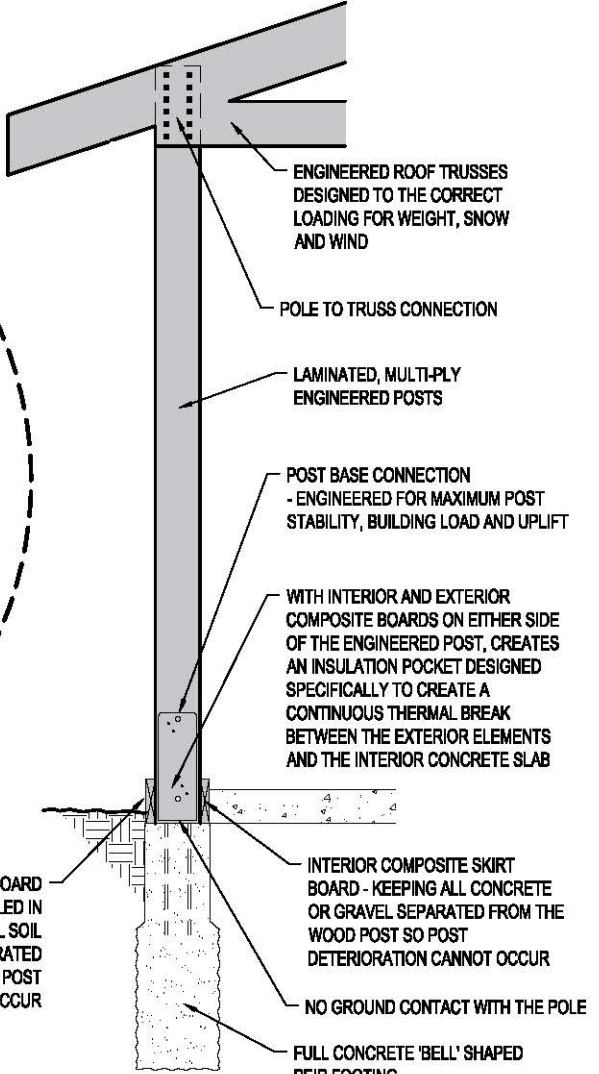 ENGINEERED ROOF TRUSSES
DESIGNED TO THE CORRECT
LOADING FOR WEIGHT, SNOW
AND WIND
POLE TO TRUSS CONNECTION
LAMINATED, MULTI-PLY
ENGINEERED POSTS
POST BASE CONNECTION
- ENGINEERED FOR MAXIMUM POST
STABILITY, BUILDING LOAD AND UPLIFT
WITH INTERIOR AND EXTERIOR
COMPOSITE BOARDS ON EITHER SIDE
OF THE ENGINEERED POST, CREATES
AN INSULATION POCKET DESIGNED
SPECIFICALLY TO CREATE A
CONTINUOUS THERMAL BREAK
BETWEEN THE EXTERIOR ELEMENTS
AND THE INTERIOR CONCRETE SLAB
INTERIOR COMPOSITE SKIRT
BOARD - KEEPING ALL CONCRETE
OR GRAVEL SEPARATED FROM THE
WOOD POST SO POST
DETERIORATION CANNOT OCCUR
NO GROUND CONTACT WITH THE POLE
FULL CONCRETE 'BELL' SHAPED
PEIR FOOTING
IN
SOIL
POST